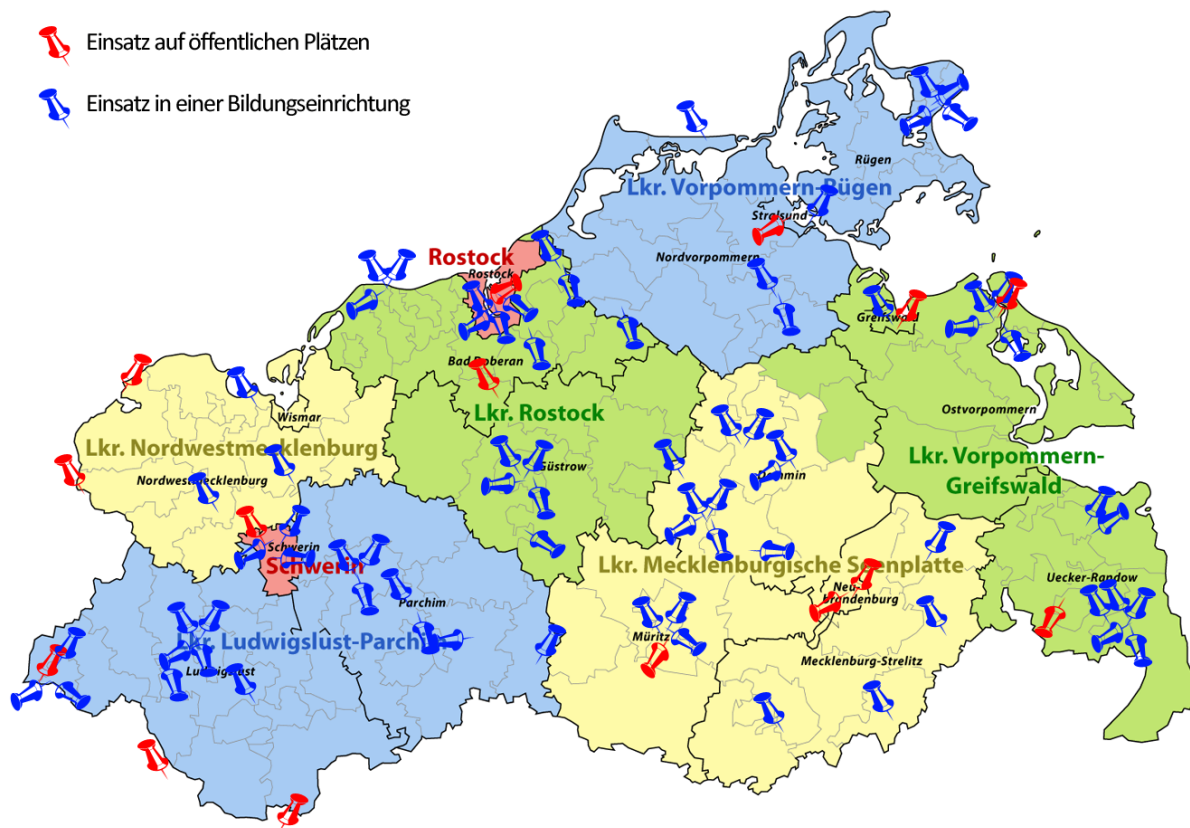 Einsatz auf öffentlichen Plätzen
Einsatz in einer Bildungseinrichtung
Rügen
Lkr. Vorpommern-Rügen
Stralsund
Nordvorpommern
Rostock
Rostock
Greifswald
Bad Doberan
Wismar
Lkr. Rostock
Ostvorpommern
Lkr. Nordwestmecklenburg
Güstrow
Lkr. Vorpommern-
Greifswald
Nordwestmecklenburg
Demmin
Schwerin
Schwerin
Lkr. Mecklenburgische Seenplatte
Uecker-Randow
Neu-
brandenburg
Parchim
Müritz
Lkr. Ludwigslust-Parchim
Mecklenburg-Strelitz
Ludwigslust